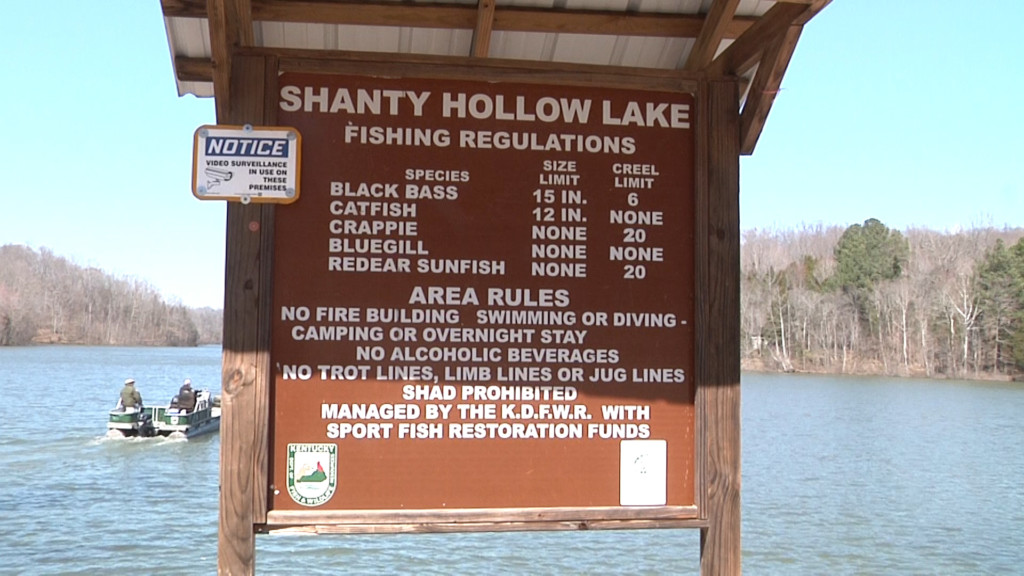 SHANTY HOLLOW LAKE
FISHING REGULATIONS
SPECIES SIZE LIMIT CREEL LIMIT
BLACK BASS 15 IN. 6
CATFISH 12 IN. NONE
CRAPPIE NONE 20
BLUEGILL NONE NONE
REDEAR SUNFISH NONE 20
AREA RULES
NO FIRE BUILDING SWIMMING OR DIVING -
CAMPING OR OVERNIGHT STAY
NO ALCOHOLIC BEVERAGES
NO TROT LINES, LIMB LINES OR JUG LINES
SHAD PROHIBITED
MANAGED BY THE K.D.F.W.R. WITH
SPORT FISH RESTORATION FUNDS
NOTICE
VIDEO SURVEILLANCE
IN USE ON
THESE
PREMISES
KENTUCKY
FISH & WILDLIFE